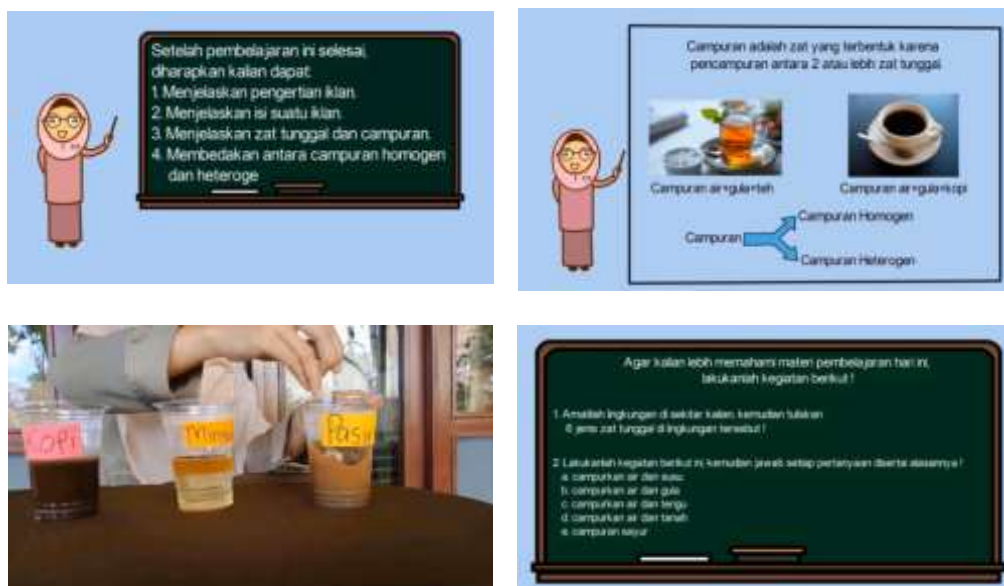 Setelah pembelajaran ini selesai,
diharapkan kalian dapat:
1. Menjelaskan pengertian iklan.
2. Menjelaskan isi suatu iklan.
3. Menjelaskan zat tunggal dan campuran.
4. Membedakan antara campuran homogen
dan heteroge
Campuran adalah zat yang terbentuk karena
pencampuran antara 2 atau lebih zat tunggal.
Campuran air+gula+teh
Campuran air+gula+kopi
Campuran
Campuran Homogen
Campuran Heterogen
Kopi
Pasir
Agar kalian lebih memahami materi pembelajaran hari ini,
lakukanlah kegiatan berikut !
1. Amatilah lingkungan di sekitar kalian, kemudian tuliskan
6 jenis zat tunggal di lingkungan tersebut !
2. Lakukanlah kegiatan berikut ini, kemudian jawab setiap pertanyaan disertai alasannya !
a. campurkan air dan susu
b. campurkan air dan gula
c. campurkan air dan terigu
d. campurkan air dan tanah
e. campuran sayur